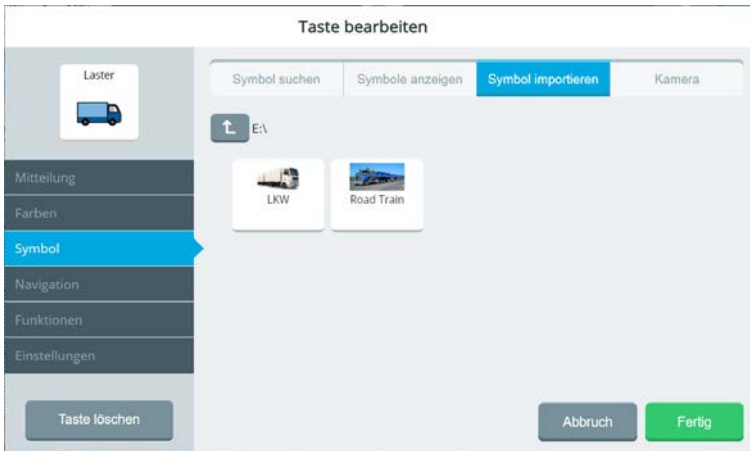 Taste bearbeiten
Laster
Symbol suchen
Symbole anzeigen
Symbol importieren
Kamera
E:\
LKW
Road Train
Mitteilung
Farben
Symbol
Navigation
Funktionen
Einstellungen
Taste löschen
Abbruch
Fertig